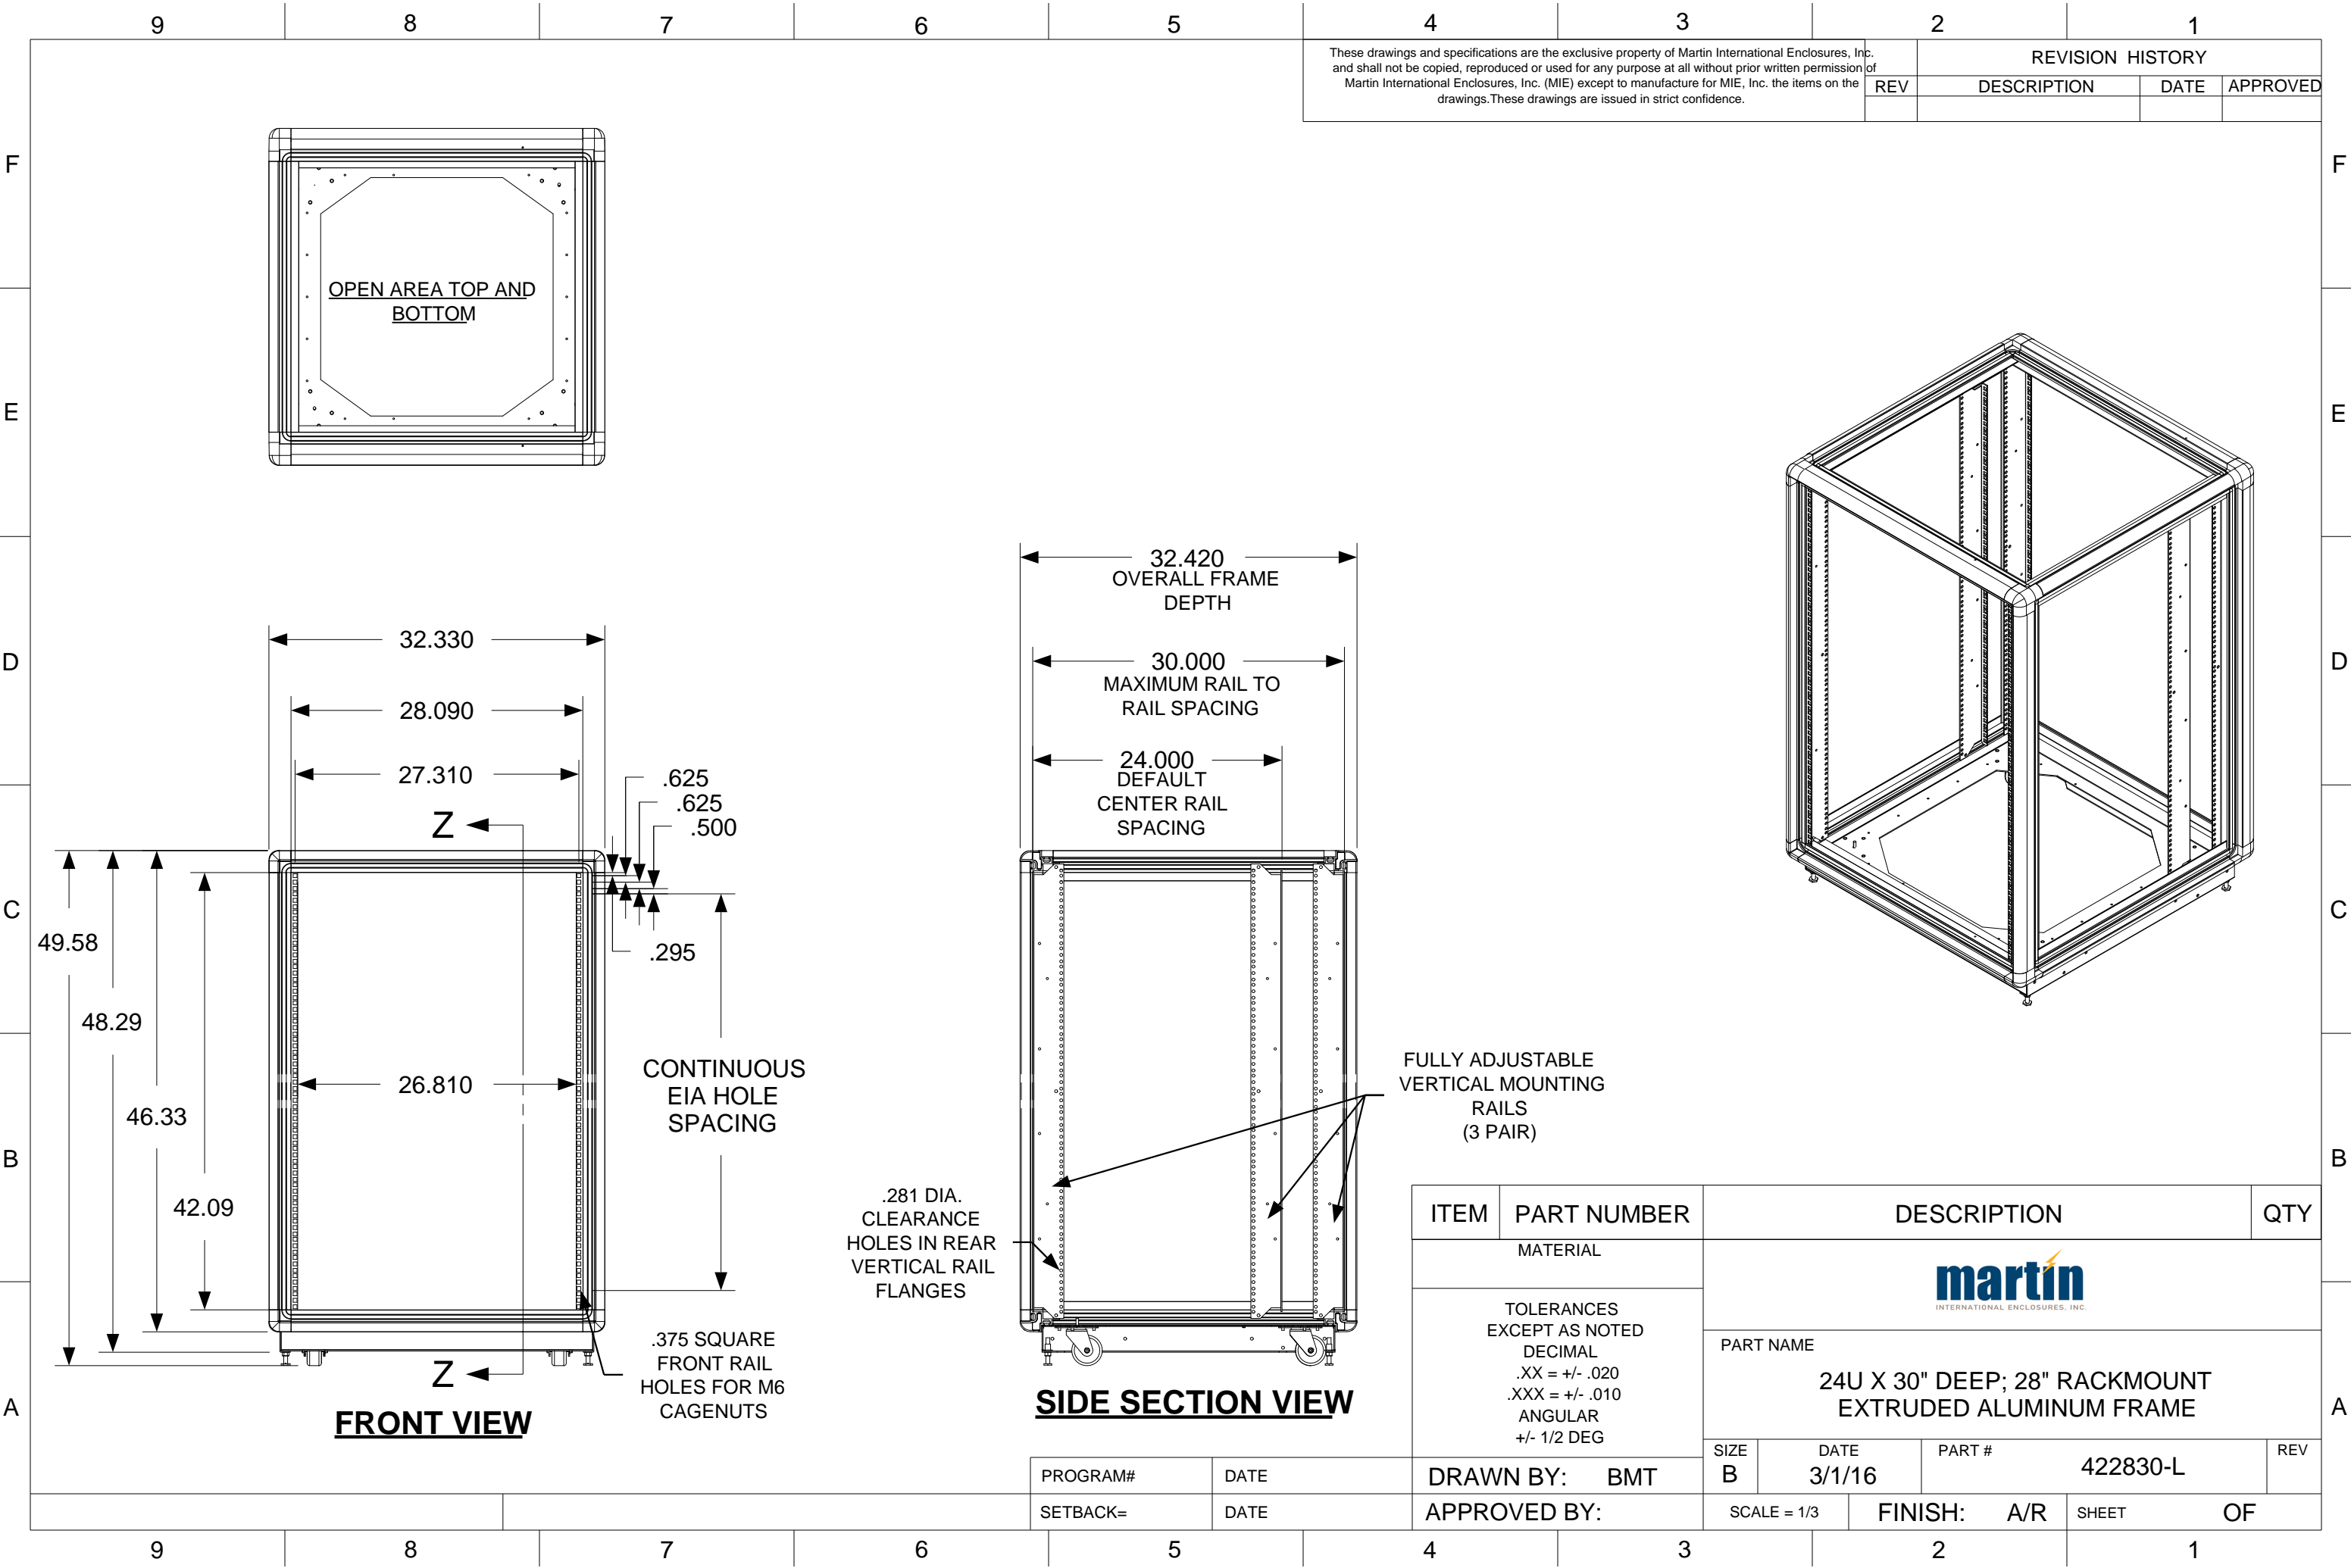 9 8 7 6 5 4 3 2 1
These drawings and specifications are the exclusive property of Martin International Enclosures, Inc.
and shall not be copied, reproduced or used for any purpose at all without prior written permission of
Martin International Enclosures, Inc. (MIE) except to manufacture for MIE, Inc. the items on the
drawings.These drawings are issued in strict confidence.
REVISION HISTORY
REV DESCRIPTION DATE APPROVED
F
F
OPEN AREA TOP AND
BOTTOM
E
E
32.420
OVERALL FRAME
DEPTH
32.330
D
D
30.000
MAXIMUM RAIL TO
RAIL SPACING
28.090
24.000
DEFAULT
CENTER RAIL
SPACING
27.310
.625
.625
.500
Z
C
C
49.58
.295
48.29
46.33
26.810
CONTINUOUS
EIA HOLE
SPACING
FULLY ADJUSTABLE
VERTICAL MOUNTING
RAILS
(3 PAIR)
B
B
42.09
.281 DIA.
CLEARANCE
HOLES IN REAR
VERTICAL RAIL
FLANGES
.375 SQUARE
FRONT RAIL
HOLES FOR M6
CAGENUTS
Z
FRONT VIEW
SIDE SECTION VIEW
A
A
ITEM PART NUMBER DESCRIPTION QTY
MATERIAL
martin
INTERNATIONAL ENCLOSURES, INC.
TOLERANCES
EXCEPT AS NOTED
DECIMAL
.XX = +/- .020
.XXX = +/- .010
ANGULAR
+/- 1/2 DEG
PART NAME
24U X 30" DEEP; 28" RACKMOUNT
EXTRUDED ALUMINUM FRAME
SIZE DATE PART # REV
B 3/1/16 422830-L
PROGRAM# DATE DRAWN BY: BMT
SETBACK= DATE APPROVED BY: SCALE = 1/3 FINISH: A/R SHEET OF
9 8 7 6 5 4 3 2 1